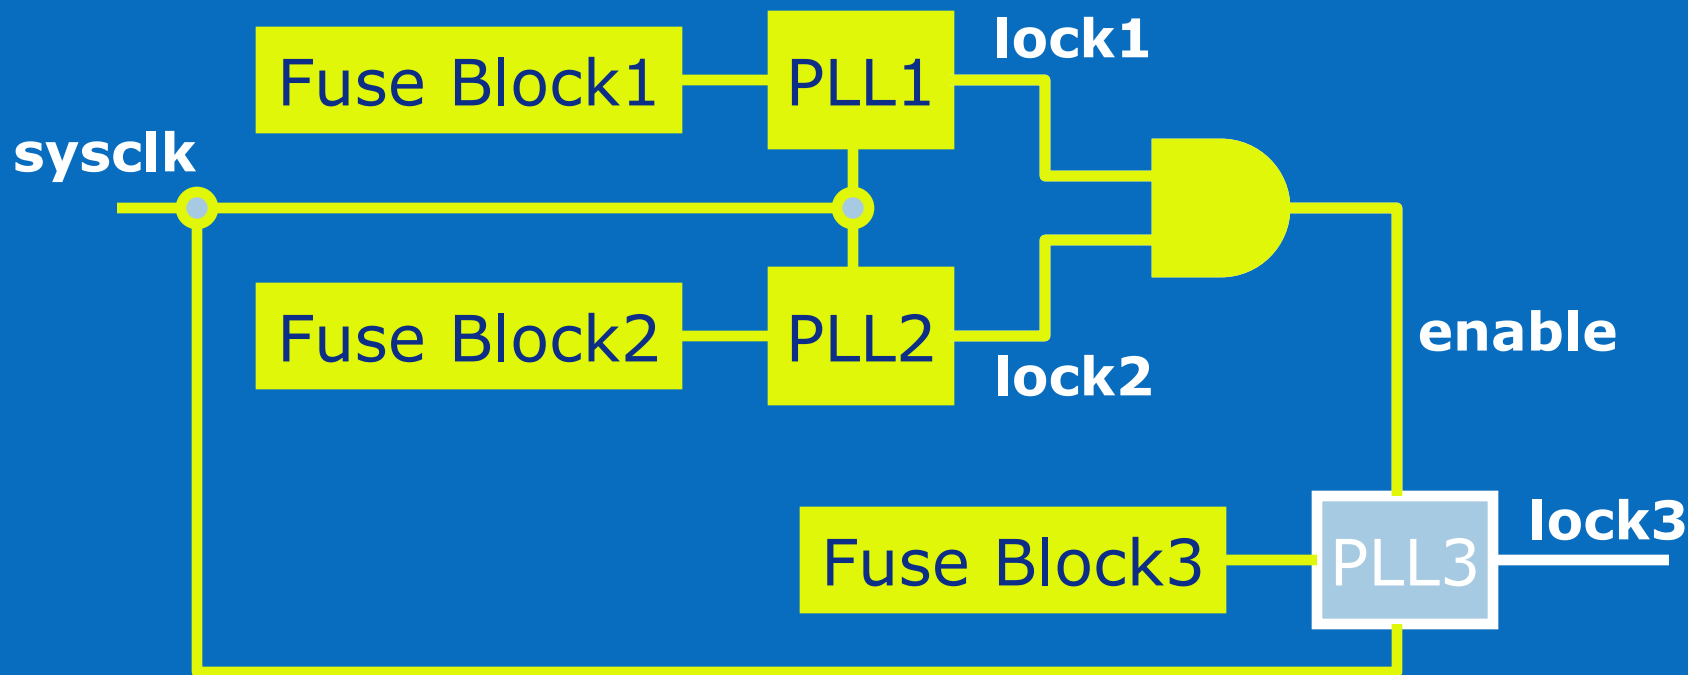 lock1
Fuse Block1
PLL1
sysclk
Fuse Block2
PLL2
enable
lock2
lock3
Fuse Block3
PLL3